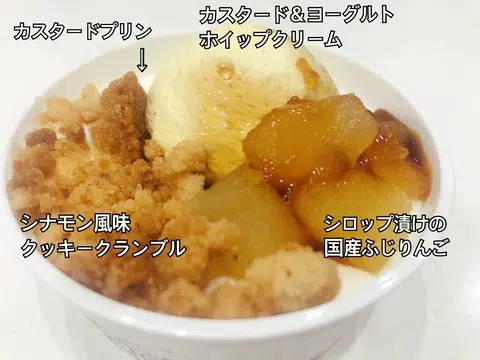 カスタードプリン
↓
カスタード&ヨーグルト
ホイップクリーム
シナモン風味
クッキークランブル
シロップ漬けの
国産ふじりんご